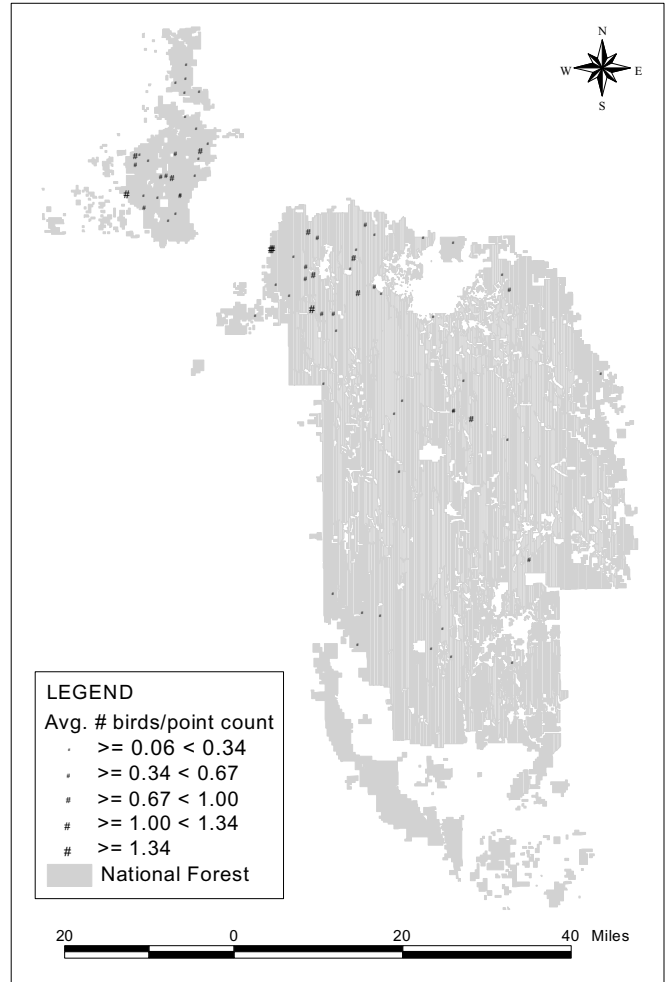 N
W E
S
LEGEND
Avg. # birds/point count
>= 0.06 < 0.34
# >= 0.34 < 0.67
# >= 0.67 < 1.00
# >= 1.00 < 1.34
# >= 1.34
National Forest
20 0 20 40 Miles